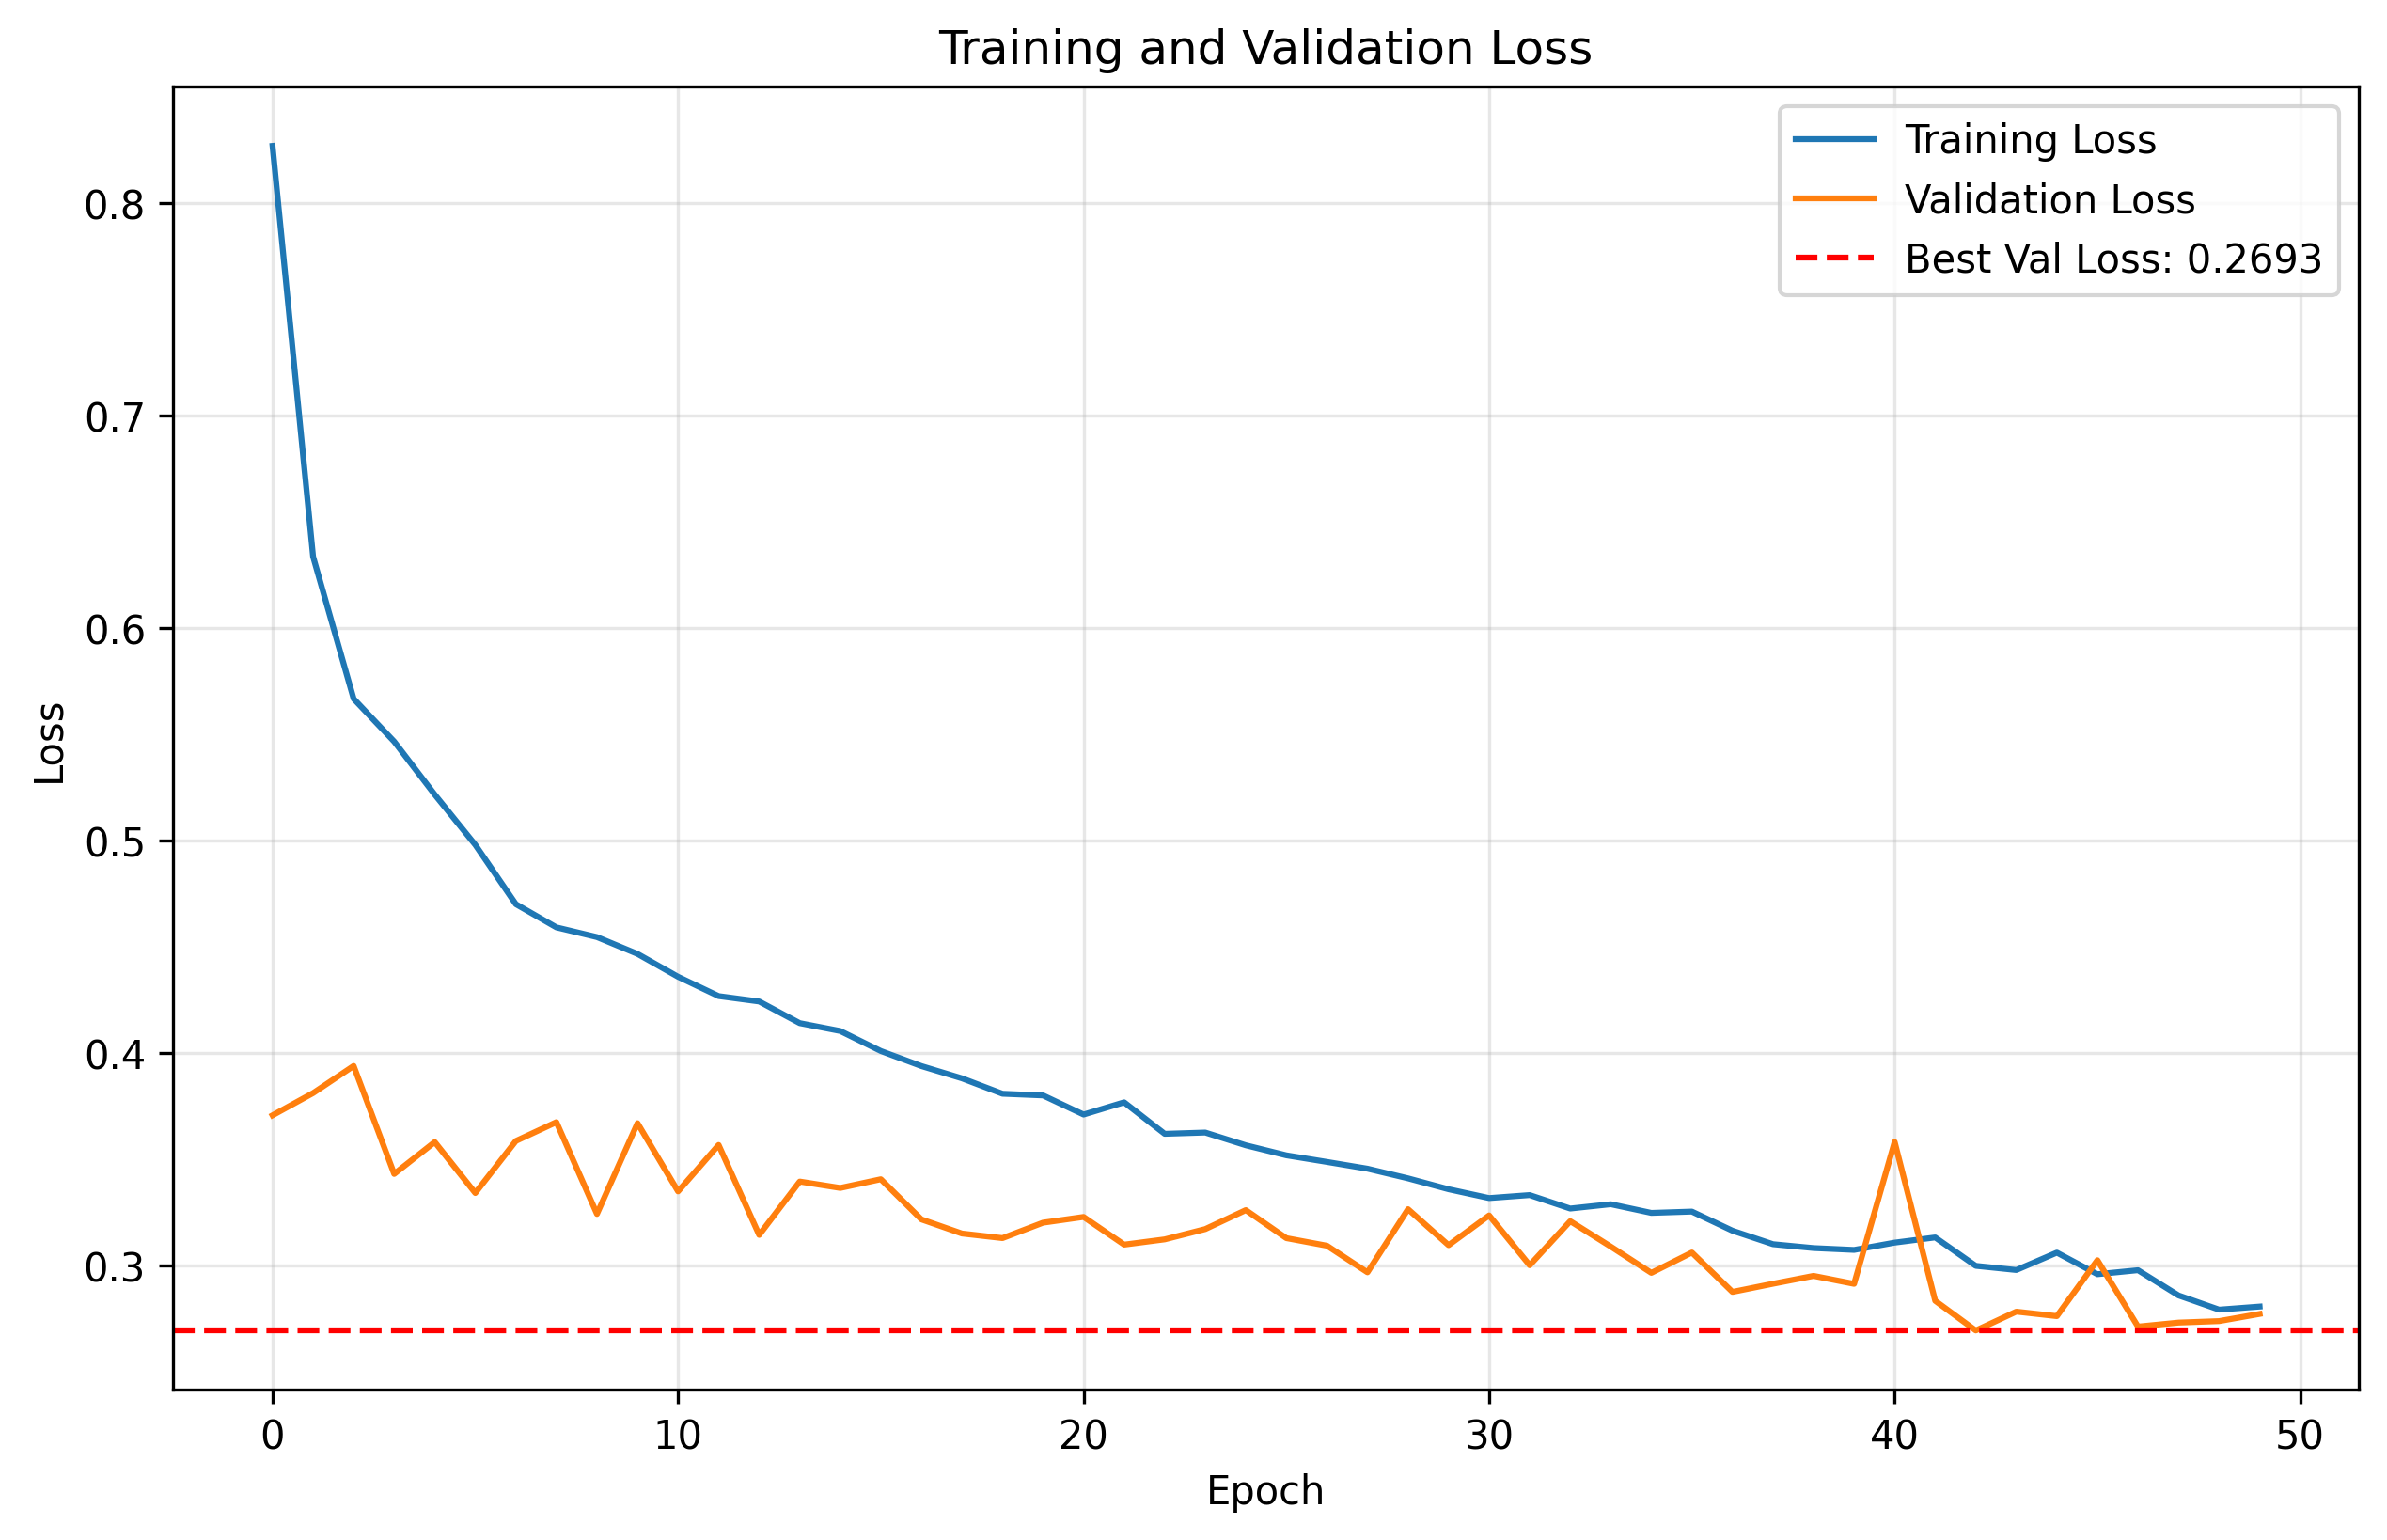 Training and Validation Loss
Training Loss
Validation Loss
Best Val Loss: 0.2693
0.8
0.7
0.6
0.5
0.4
0.3
Loss
0 10 20 30 40 50
Epoch